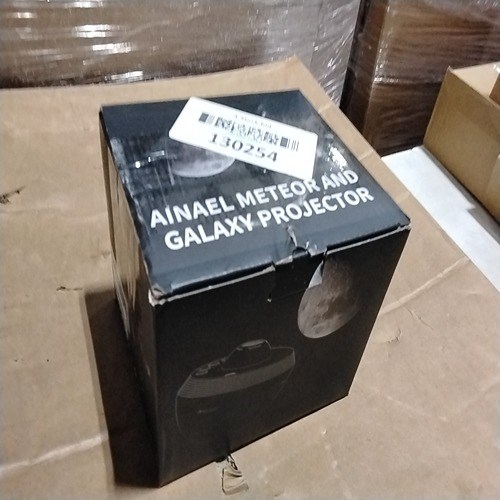 130254
AINAEL METEOR AND
GALAXY PROJECTOR